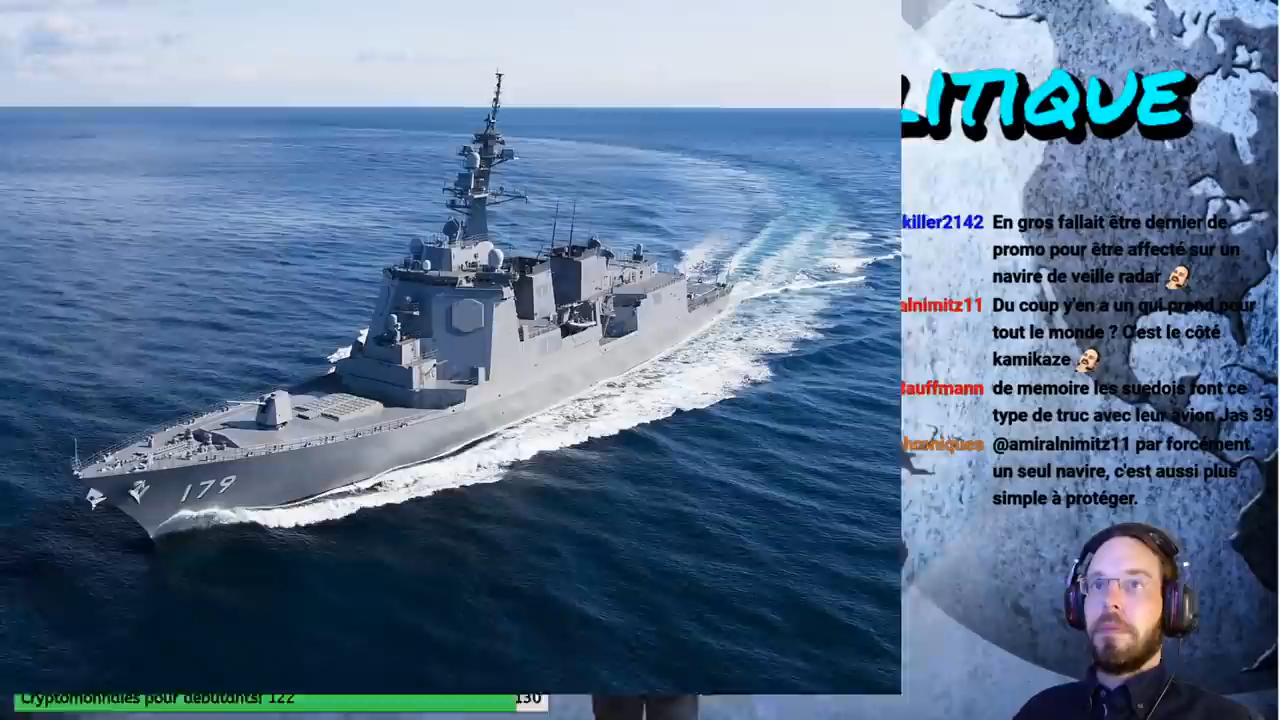 LITIQUE
killer2142 En gros fallait être dernier de
promo pour être affecté sur un
navire de veille radar
alnimitz11 Du coup y'en a un qui prend pour
tout le monde ? C'est le côté
kamikaze
auffmann de memoire les suedois font ce
type de truc avec leur avion Jas 39
hroniques @amiralnimitz11 par forcément.
un seul navire, c'est aussi plus
simple à protéger.
179
Cryptomonnaies pour débutants! 122 130